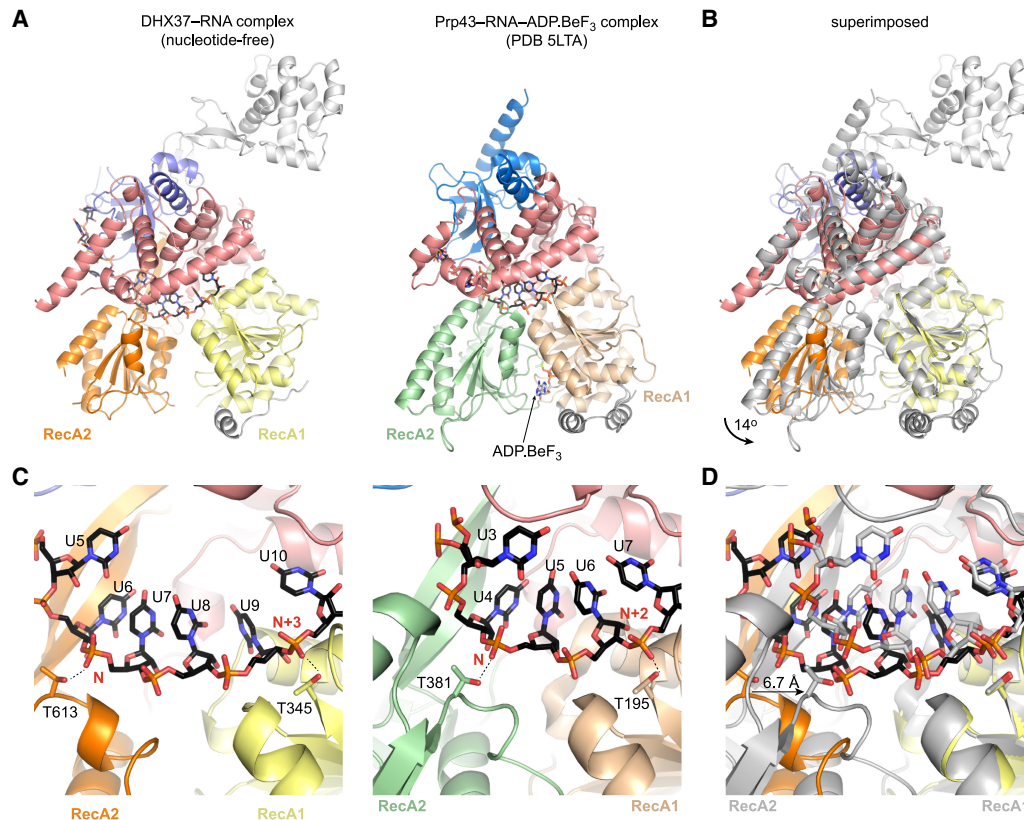 A
DHX37–RNA complex
(nucleotide-free)
Prp43–RNA–ADP.BeF3 complex
(PDB 5LTA)
B
superimposed
RecA2
RecA1
RecA2
RecA1
ADP.BeF3
14o
C
U5
U6
U7
U8
U9
U10
N+3
N
T613
T345
RecA2
RecA1
U3
U4
U5
U6
U7
N+2
N
T381
T195
RecA2
RecA1
D
6.7 Å
RecA2
RecA1